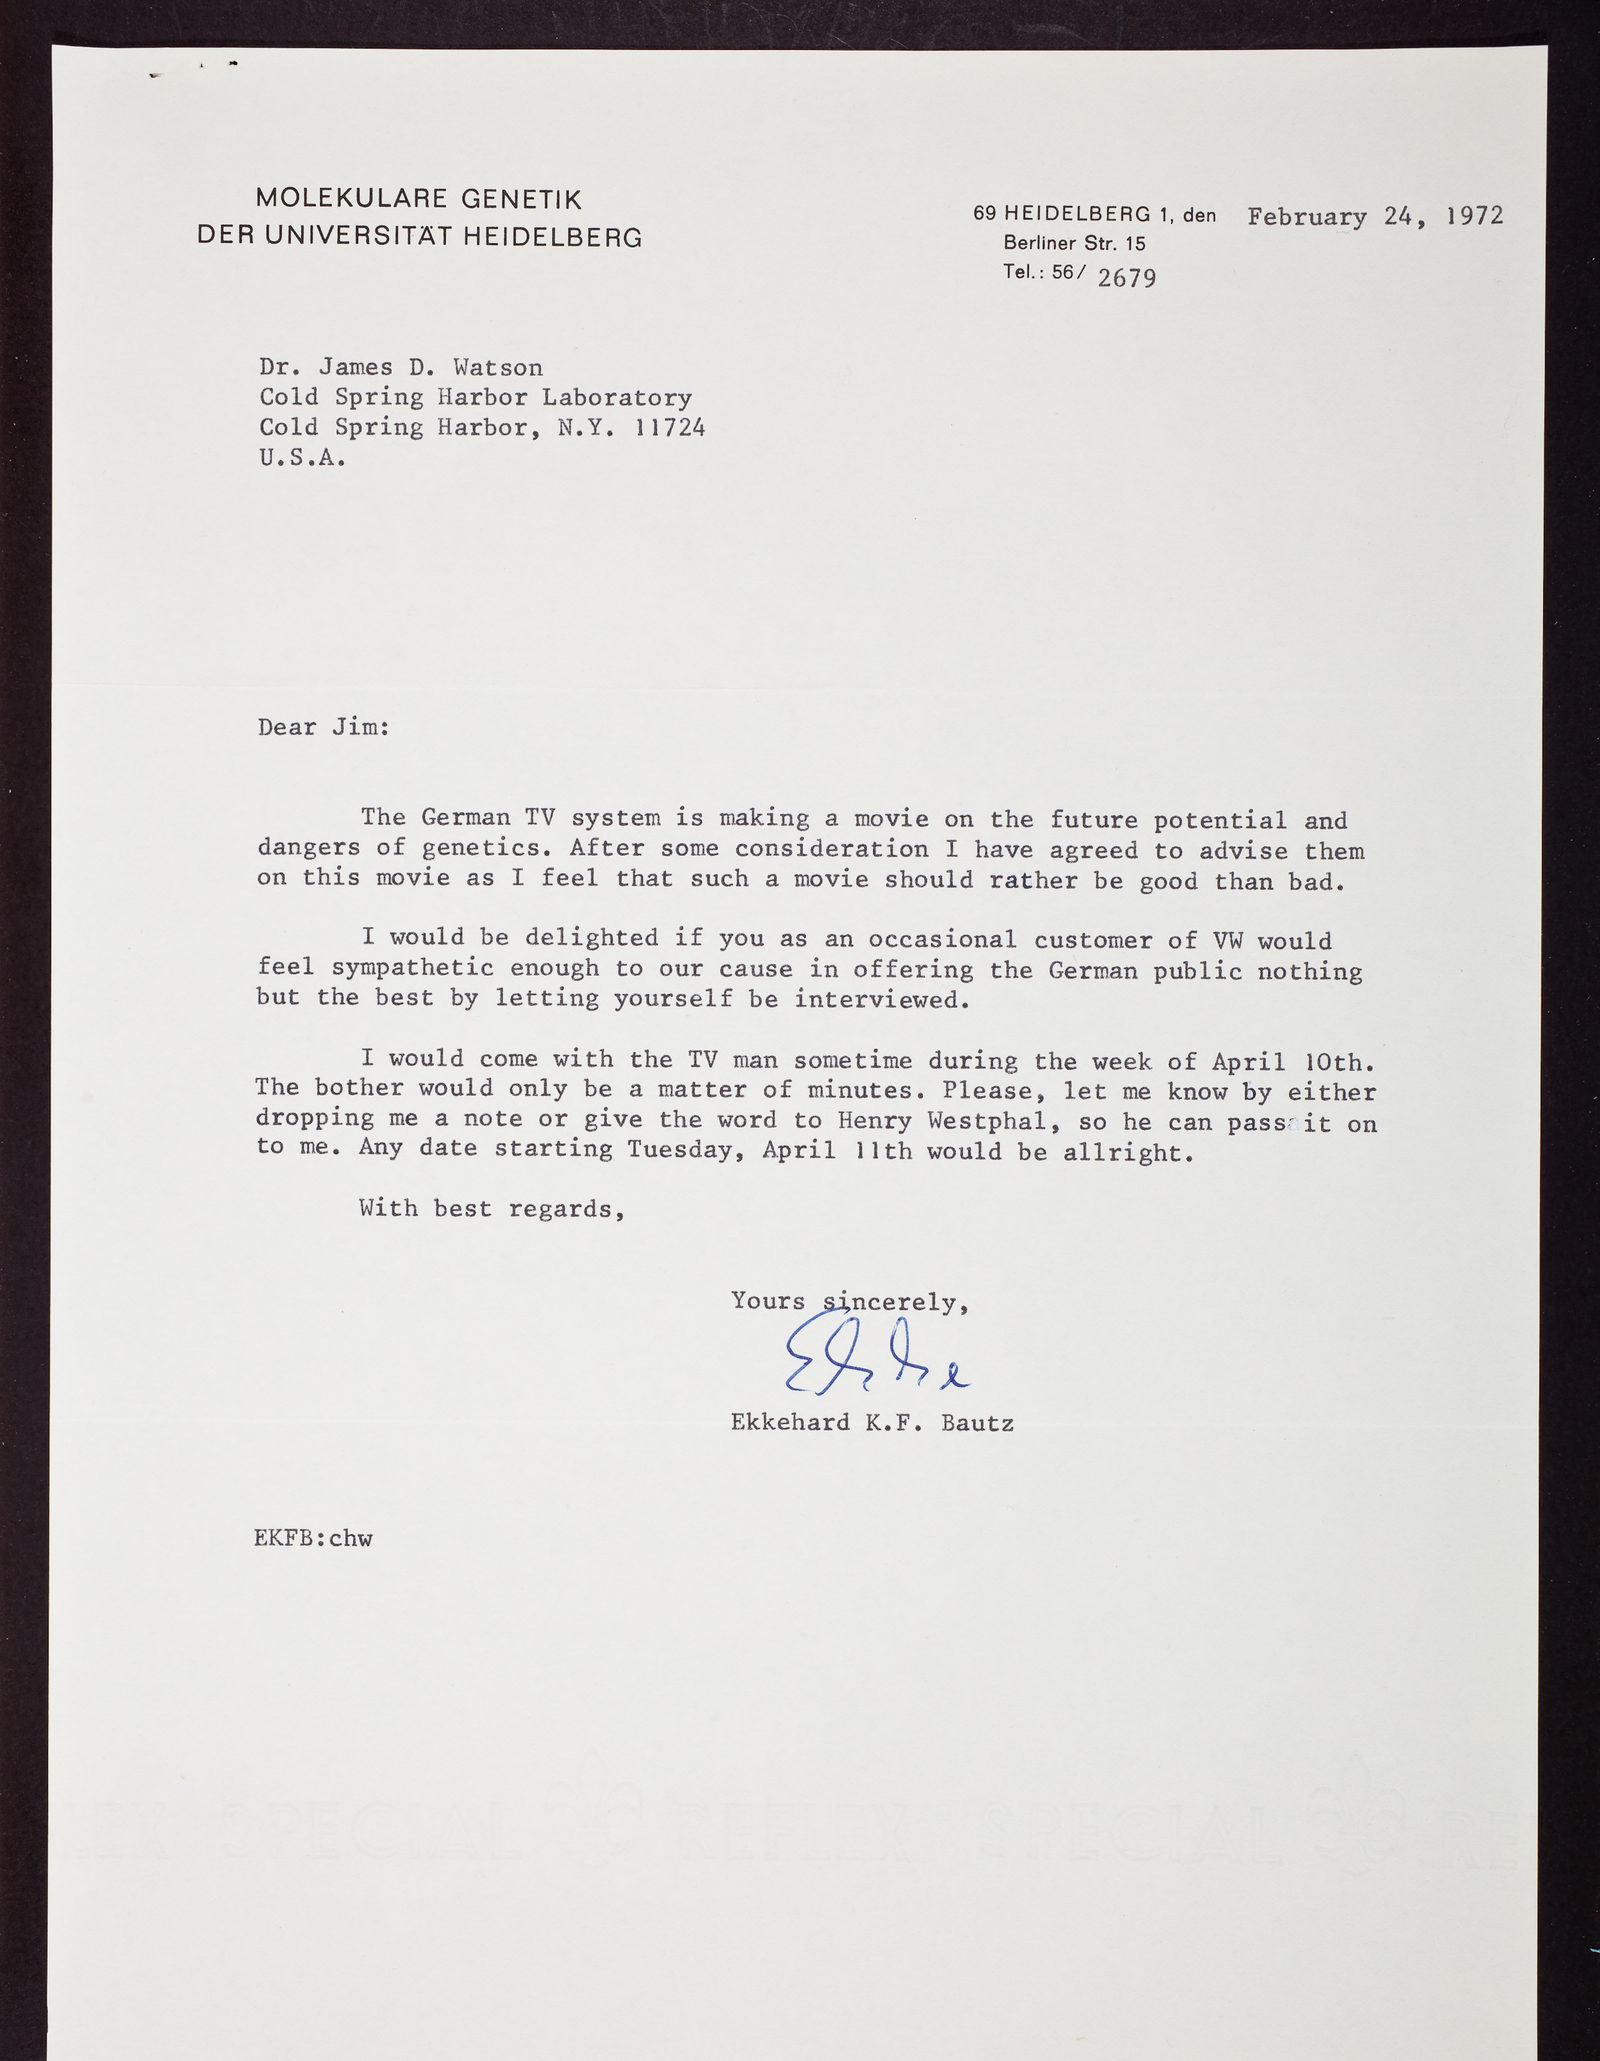 MOLEKULARE GENETIK
DER UNIVERSITÄT HEIDELBERG
69 HEIDELBERG 1, den February 24, 1972
Berliner Str. 15
Tel.: 56/ 2679
Dr. James D. Watson
Cold Spring Harbor Laboratory
Cold Spring Harbor, N.Y. 11724
U.S.A.
Dear Jim:
The German TV system is making a movie on the future potential and
dangers of genetics. After some consideration I have agreed to advise them
on this movie as I feel that such a movie should rather be good than bad.
I would be delighted if you as an occasional customer of VW would
feel sympathetic enough to our cause in offering the German public nothing
but the best by letting yourself be interviewed.
I would come with the TV man sometime during the week of April 10th.
The bother would only be a matter of minutes. Please, let me know by either
dropping me a note or give the word to Henry Westphal, so he can pass it on
to me. Any date starting Tuesday, April 11th would be allright.
With best regards,
Yours sincerely,
Ekkehard K.F. Bautz
EKFB:chw